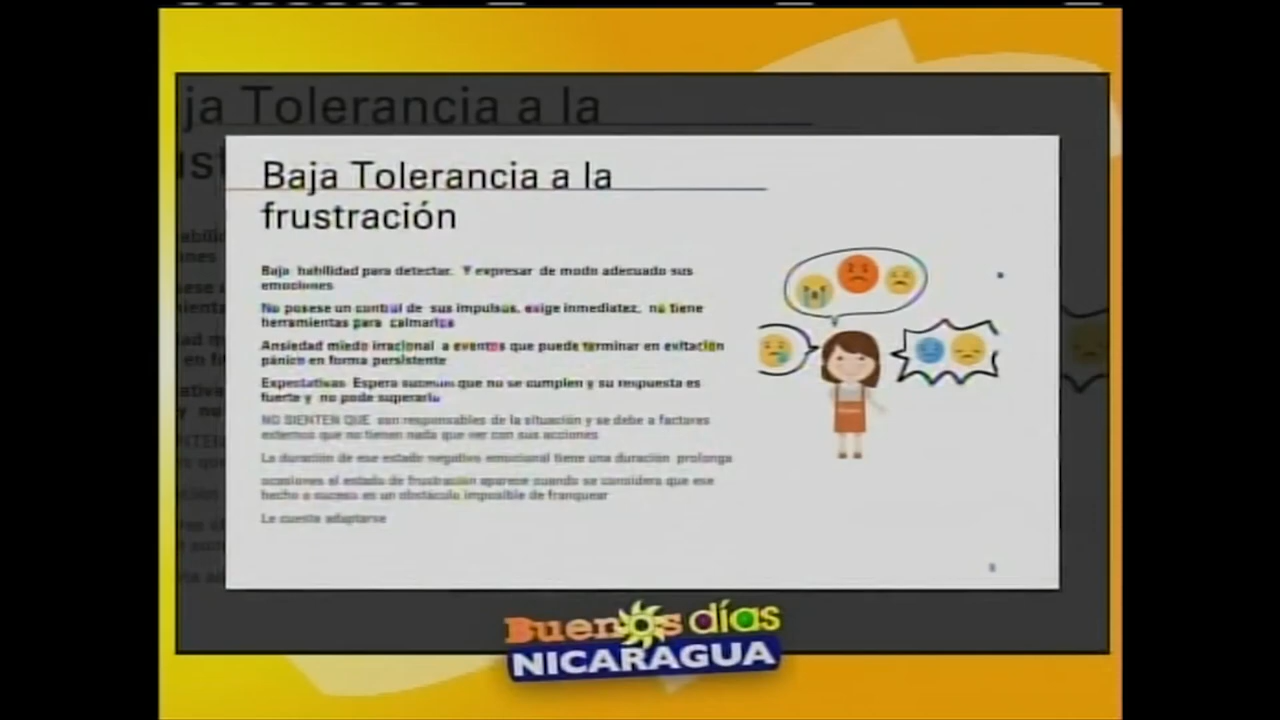 Baja Tolerancia a la
frustración
Baja habilidad para detectar. Y expresar de modo adecuado sus
emociones
No posese un control de sus impulsos, exige inmediatez, no tiene
herramientas para calmarlos
Ansiedad miedo irracional a eventos que puede terminar en evitacion
pánico en forma persistente
Expectativas Espera sucesos que no se cumplen y su respuesta es
fuerte y no pode superarlo
NO SIENTEN QUE son responsables de la situación y se debe a factores
externos que no tienen nada que ver con sus acciones
La duración de ese estado negativo emocional tiene una duración prolonga
ocasiones el estado de frustración aparece cuando se considera que ese
hecho o suceso es un obstáculo imposible de franquear
Le cuesta adaptarse
Buenos días
NICARAGUA